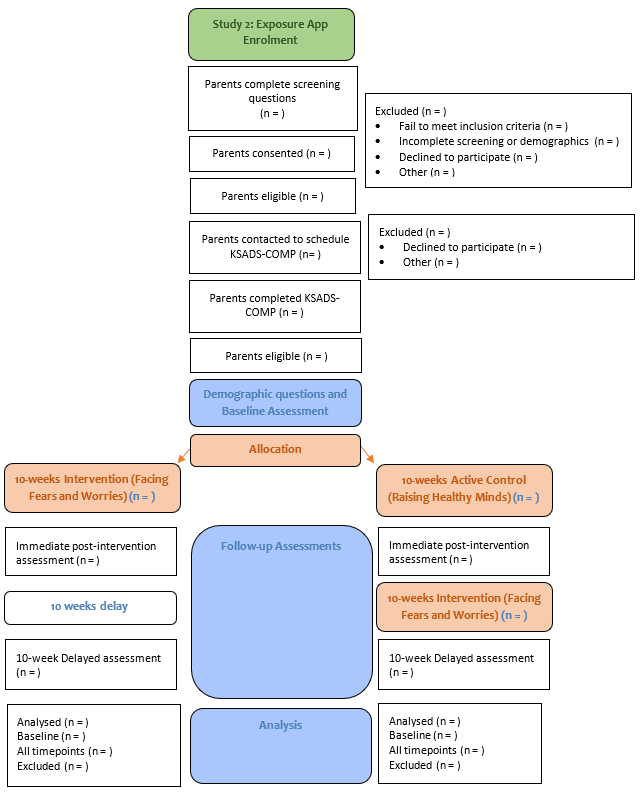 Study 2: Exposure App
Enrolment
Parents complete screening
questions
(n = )
Excluded (n = )
• Fail to meet inclusion criteria (n = )
• Incomplete screening or demographics (n = )
• Declined to participate (n = )
• Other (n = )
Parents consented (n = )
Parents eligible (n = )
Parents contacted to schedule
KSADS-COMP (n= )
Excluded (n = )
• Declined to participate (n = )
• Other (n = )
Parents completed KSADS-
COMP (n = )
Parents eligible (n = )
Demographic questions and
Baseline Assessment
Allocation
10-weeks Intervention (Facing
Fears and Worries) (n = )
10-weeks Active Control
(Raising Healthy Minds) (n = )
Immediate post-intervention
assessment (n = )
Follow-up Assessments
Immediate post-intervention
assessment (n = )
10 weeks delay
10-weeks Intervention (Facing
Fears and Worries) (n = )
10-week Delayed assessment
(n = )
10-week Delayed assessment
(n = )
Analysed (n = )
Baseline (n = )
All timepoints (n = )
Excluded (n = )
Analysis
Analysed (n = )
Baseline (n = )
All timepoints (n = )
Excluded (n = )